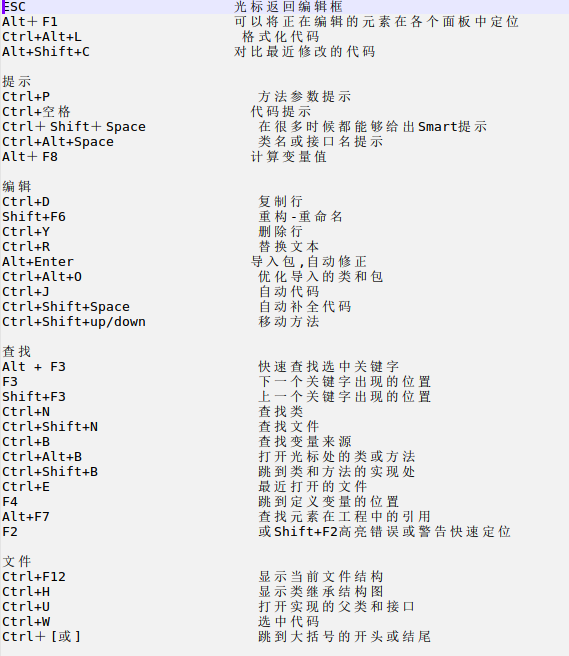 ESC 光标返回编辑框
Alt＋F1 可以将正在编辑的元素在各个面板中定位
Ctrl+Alt+L 格式化代码
Alt+Shift+C 对比最近修改的代码
提示
Ctrl+P 方法参数提示
Ctrl+空格 代码提示
Ctrl＋Shift＋Space 在很多时候都能够给出Smart提示
Ctrl+Alt+Space 类名或接口名提示
Alt＋F8 计算变量值
编辑
Ctrl+D 复制行
Shift+F6 重构-重命名
Ctrl+Y 删除行
Ctrl+R 替换文本
Alt+Enter 导入包,自动修正
Ctrl+Alt+O 优化导入的类和包
Ctrl+J 自动代码
Ctrl+Shift+Space 自动补全代码
Ctrl+Shift+up/down 移动方法
查找
Alt + F3 快速查找选中关键字
F3 下一个关键字出现的位置
Shift+F3 上一个关键字出现的位置
Ctrl+N 查找类
Ctrl+Shift+N 查找文件
Ctrl+B 查找变量来源
Ctrl+Alt+B 打开光标处的类或方法
Ctrl+Shift+B 跳到类和方法的实现处
Ctrl+E 最近打开的文件
F4 跳到定义变量的位置
Alt+F7 查找元素在工程中的引用
F2 或Shift+F2高亮错误或警告快速定位
文件
Ctrl+F12 显示当前文件结构
Ctrl+H 显示类继承结构图
Ctrl+U 打开实现的父类和接口
Ctrl+W 选中代码
Ctrl＋[或] 跳到大括号的开头或结尾